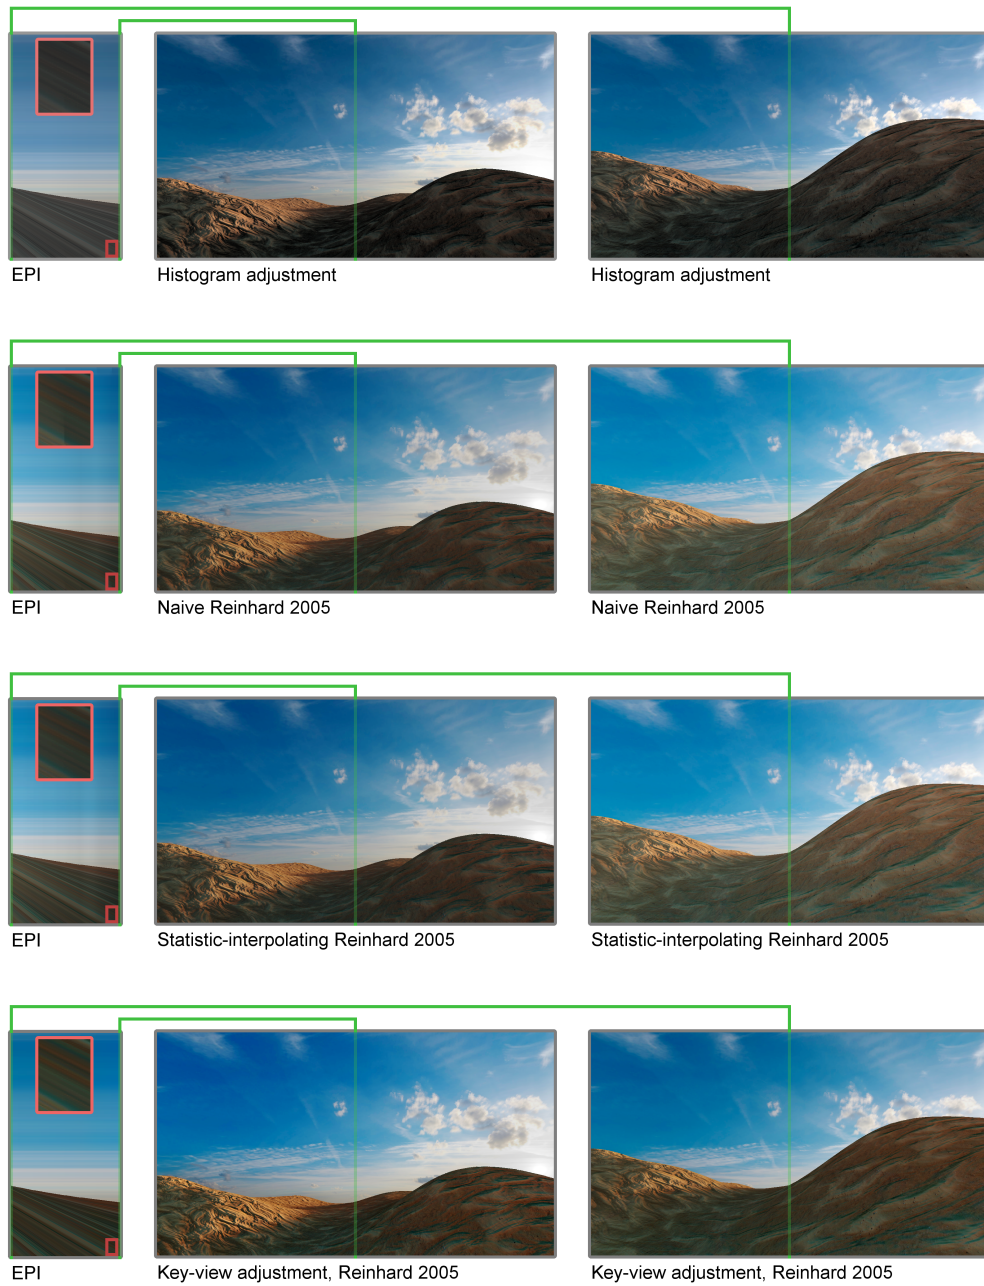 EPI
Histogram adjustment
Histogram adjustment
EPI
Naive Reinhard 2005
Naive Reinhard 2005
EPI
Statistic-interpolating Reinhard 2005
Statistic-interpolating Reinhard 2005
EPI
Key-view adjustment, Reinhard 2005
Key-view adjustment, Reinhard 2005